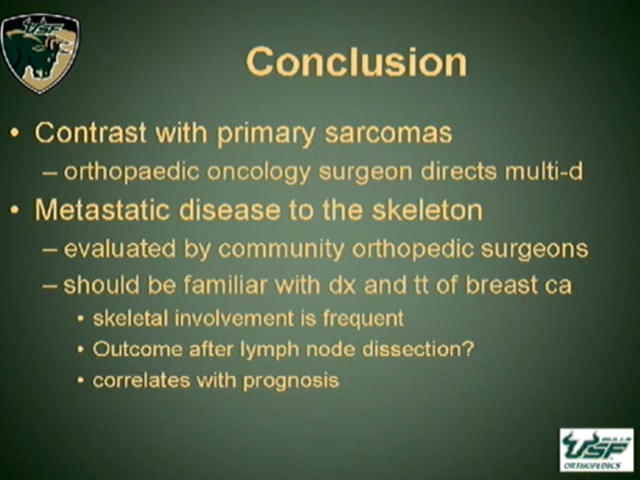 USF
Conclusion
• Contrast with primary sarcomas
– orthopaedic oncology surgeon directs multi-d
• Metastatic disease to the skeleton
– evaluated by community orthopedic surgeons
– should be familiar with dx and tt of breast ca
• skeletal involvement is frequent
• Outcome after lymph node dissection?
• correlates with prognosis
BULLS
USF
ORTHOPEDICS